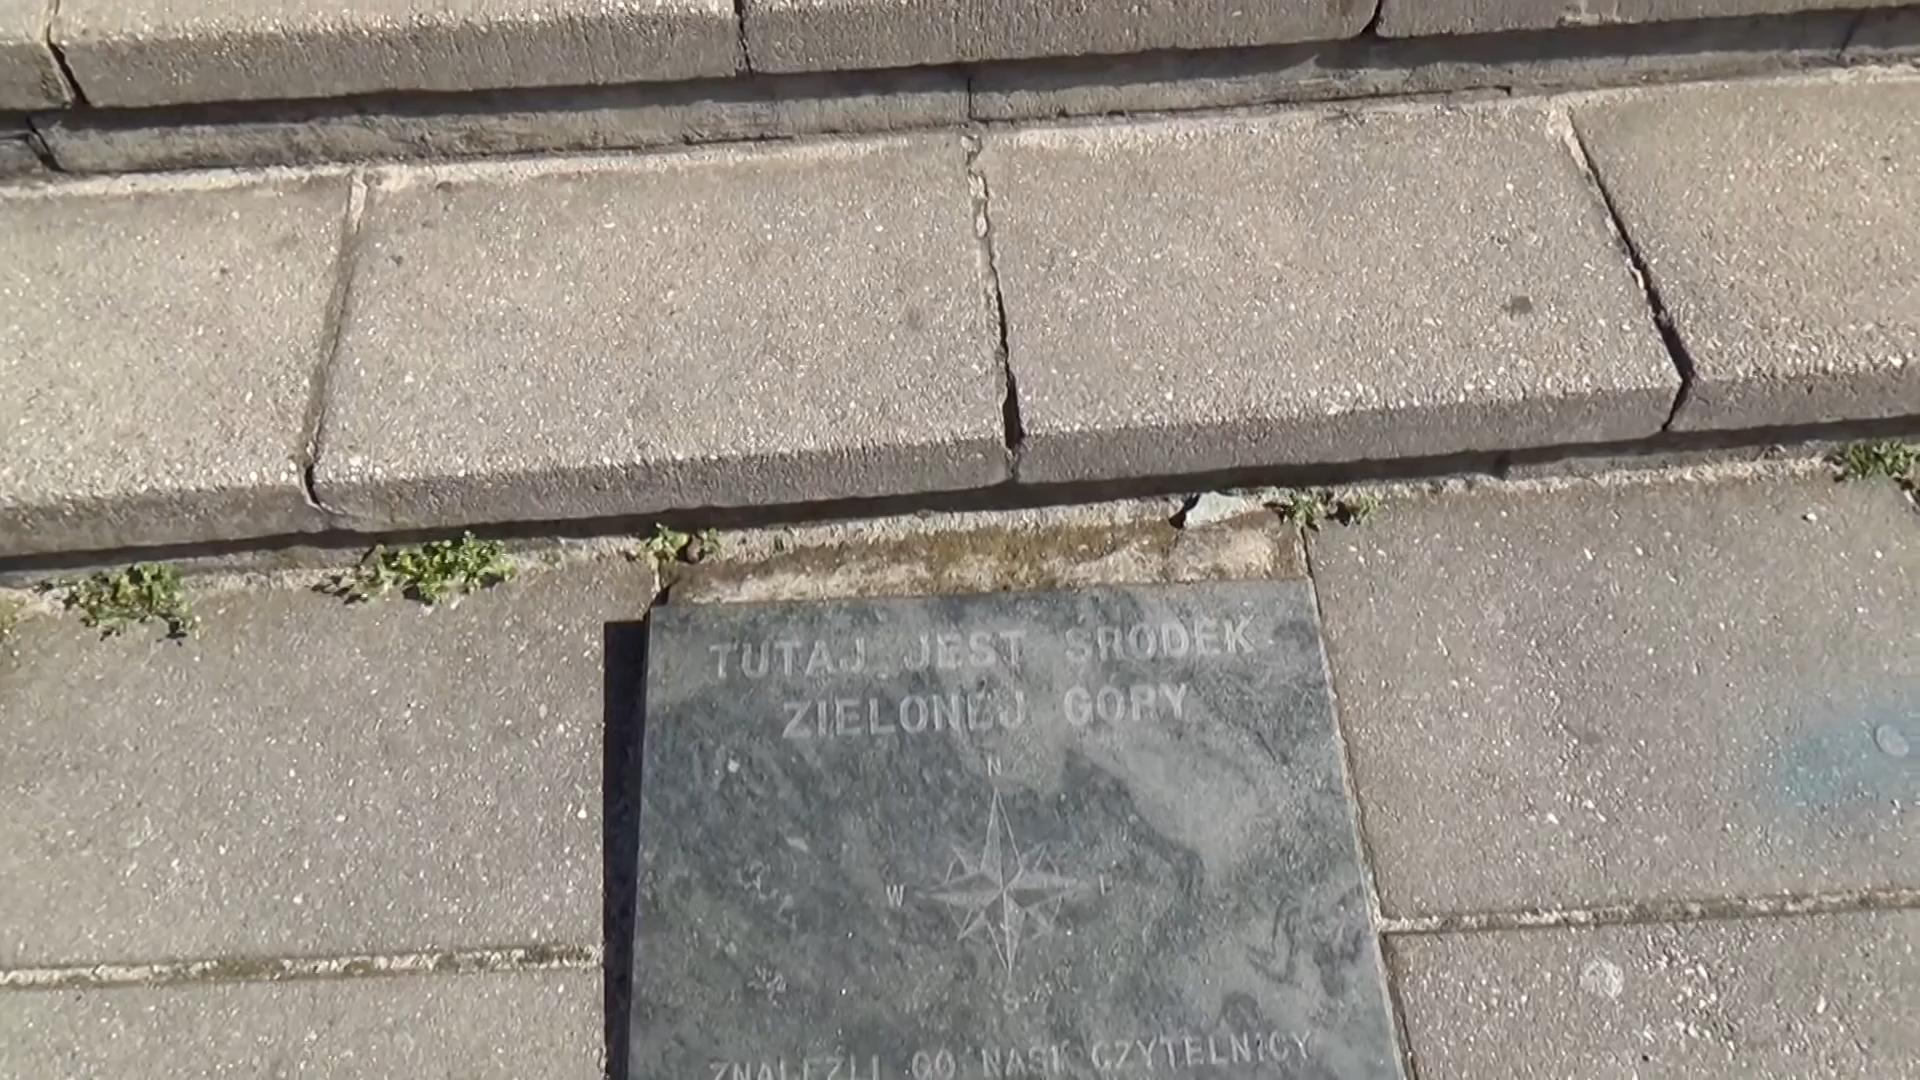 TUTAJ JEST ŚRODEK
ZIELONEJ GÓRY
N
W
S
ZNALEŹLI GO NASI CZYTELNICY